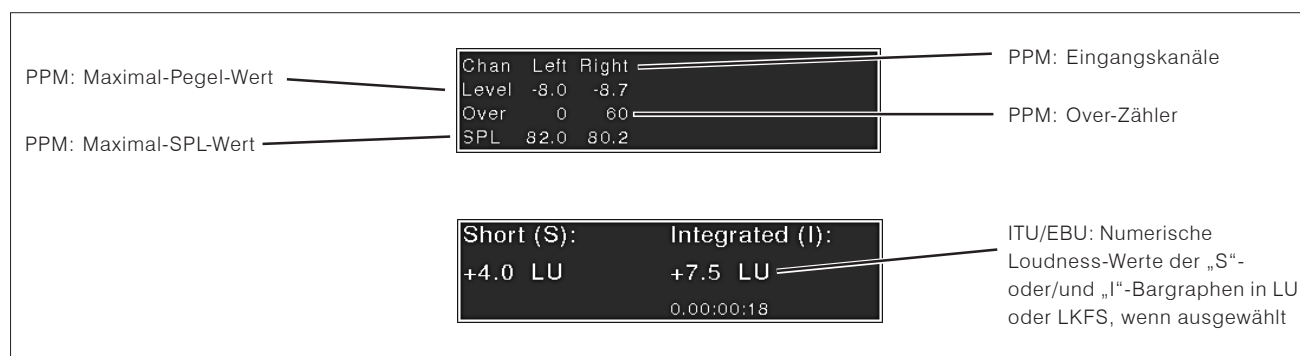 PPM: Maximal-Pegel-Wert
PPM: Maximal-SPL-Wert
Chan Left Right
Level -8.0 -8.7
Over 0 60
SPL 82.0 80.2
PPM: Eingangskanäle
PPM: Over-Zähler
Short (S): Integrated (I):
+4.0 LU +7.5 LU
0.00:00:18
ITU/EBU: Numerische
Loudness-Werte der „S“-
oder/und „I“-Bargraphen in LU
oder LKFS, wenn ausgewählt